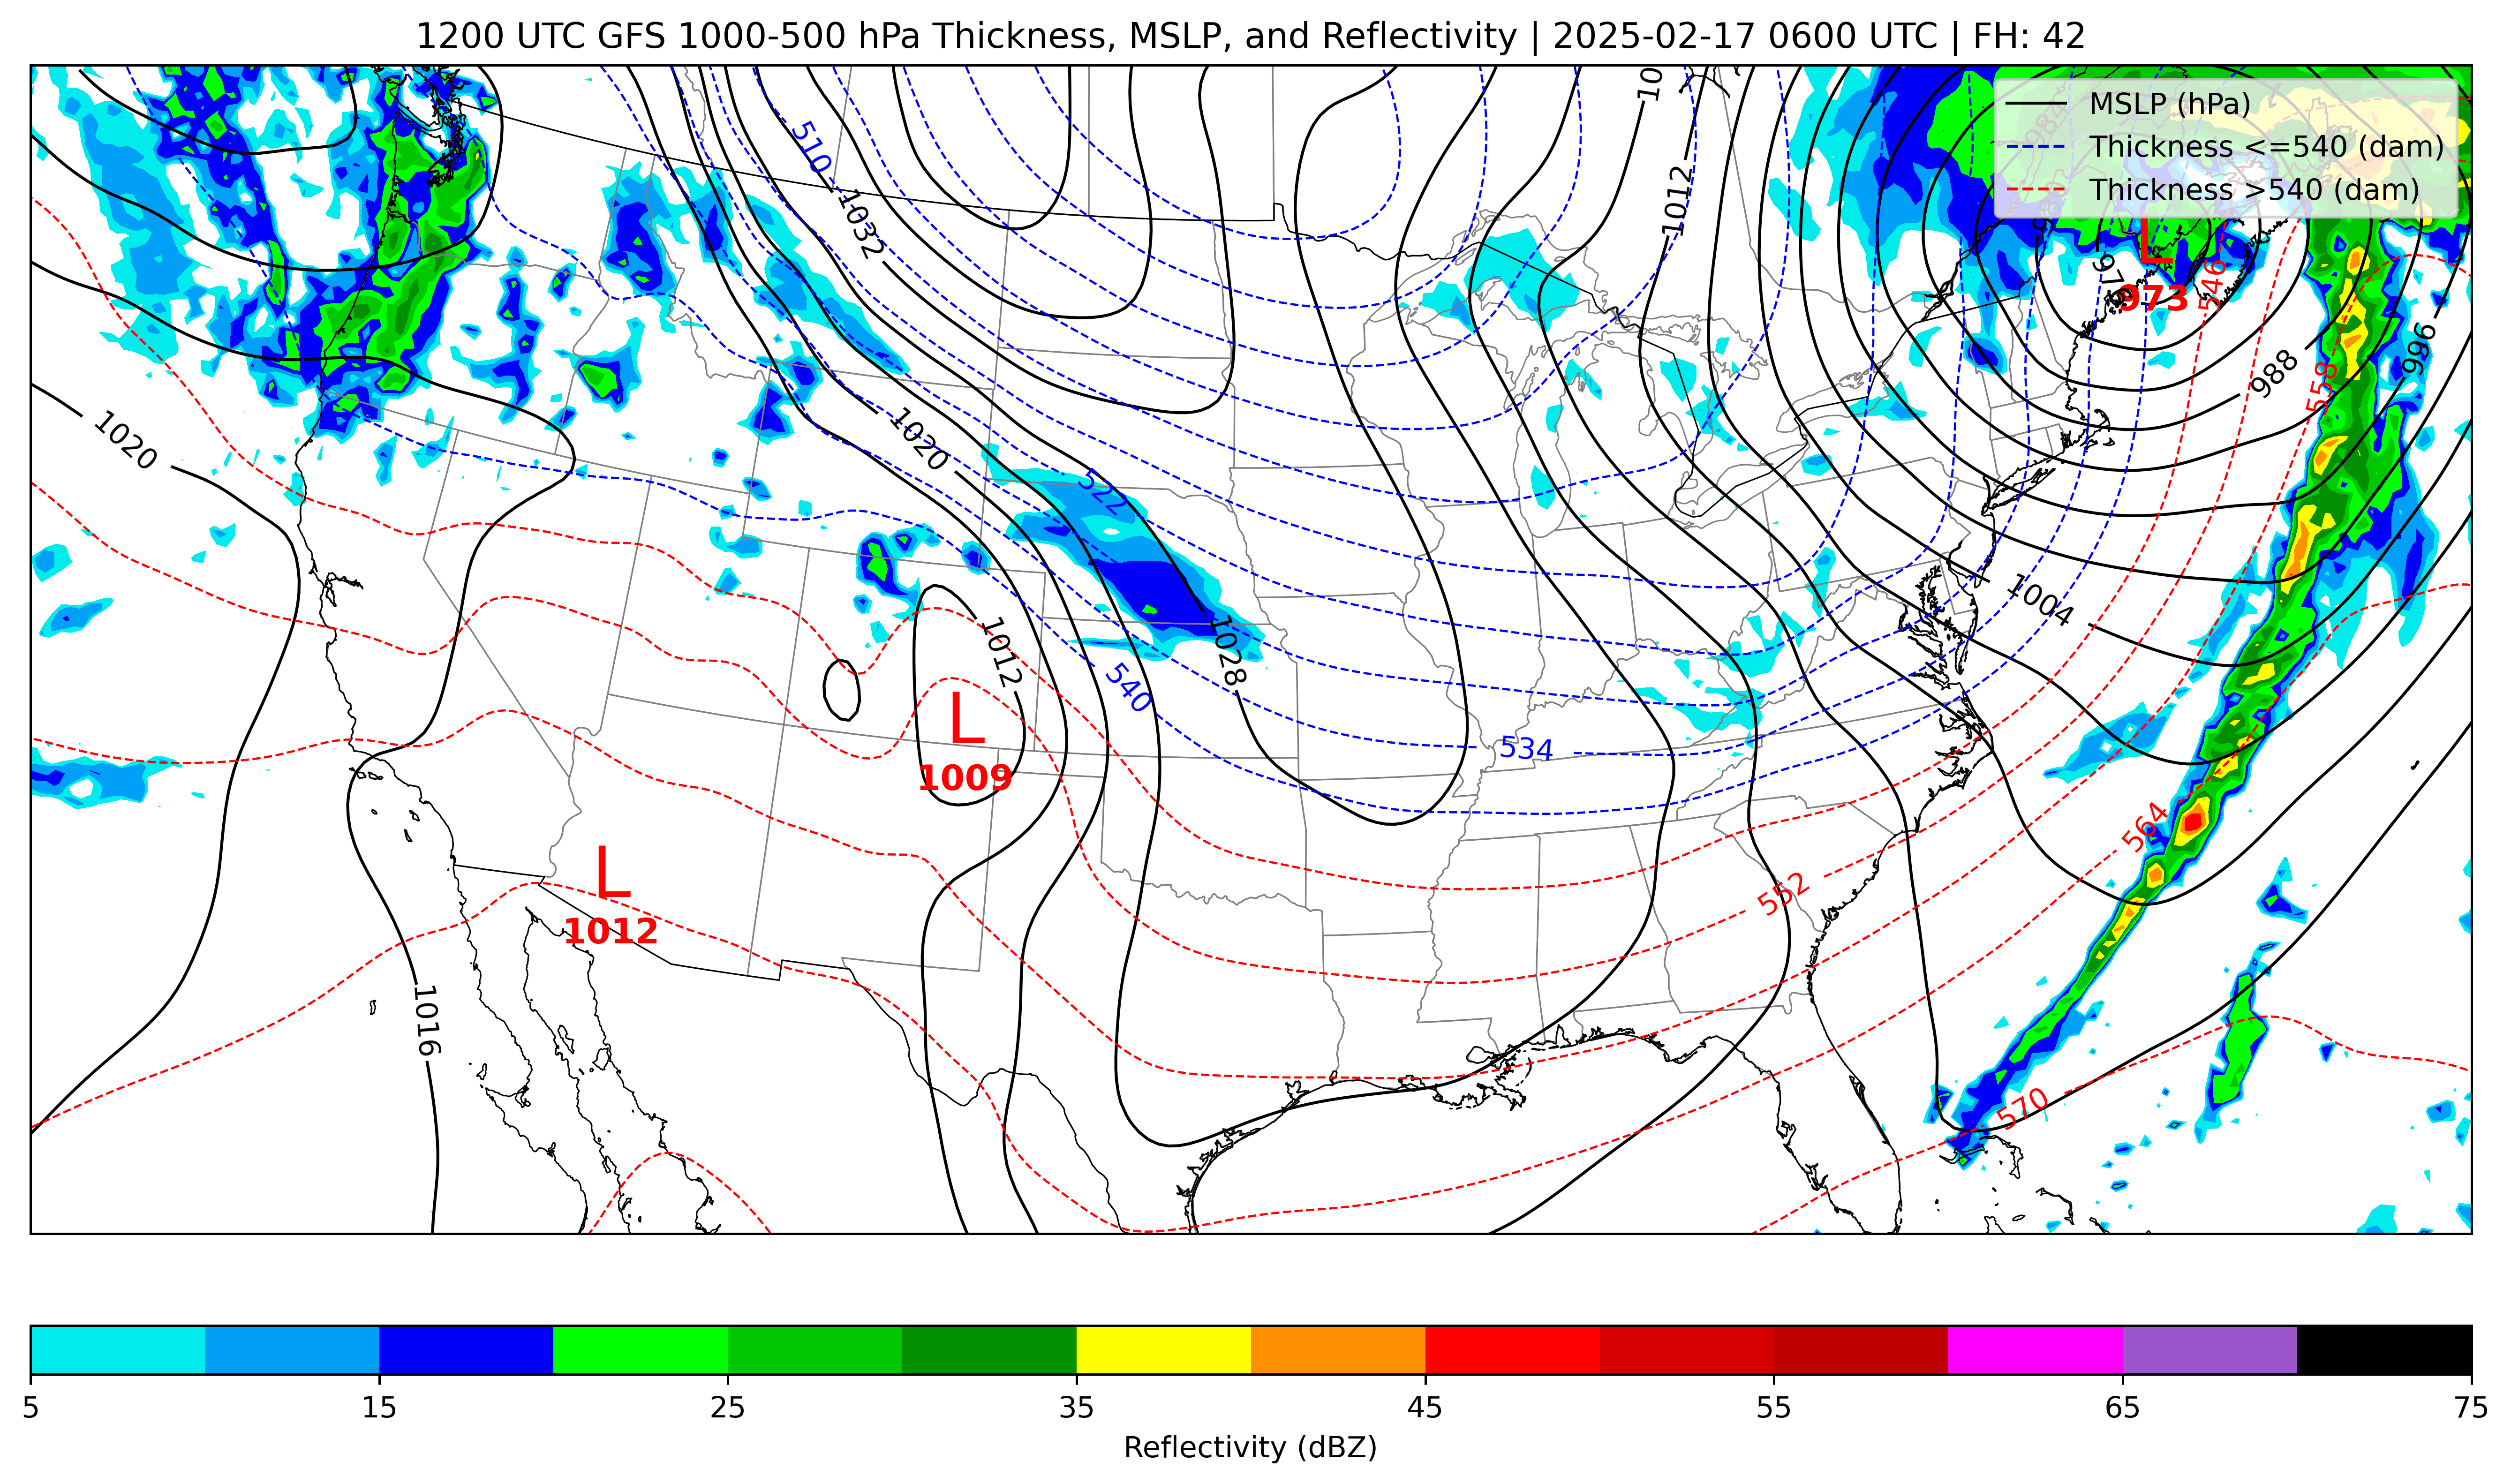 1200 UTC GFS 1000-500 hPa Thickness, MSLP, and Reflectivity | 2025-02-17 0600 UTC | FH: 42
MSLP (hPa)
Thickness <=540 (dam)
Thickness >540 (dam)
510
1032
1012
984
L
973
546
996
988
558
1020
1020
522
1004
1012
1028
540
L
1009
534
564
552
L
1012
1016
570
5 15 25 35 45 55 65 75
Reflectivity (dBZ)